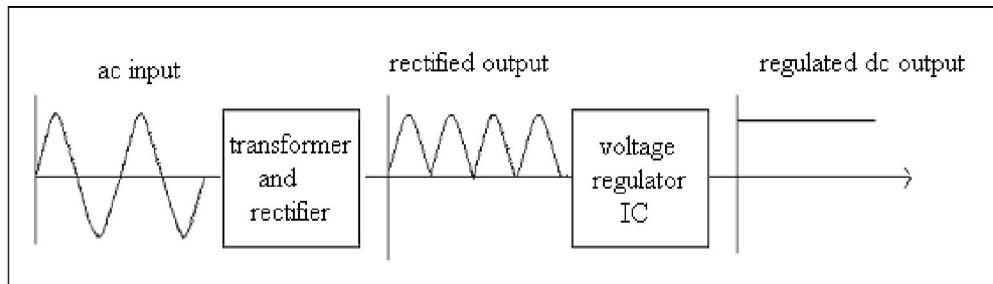 ac input
rectified output
regulated dc output
transformer
and
rectifier
voltage
regulator
IC